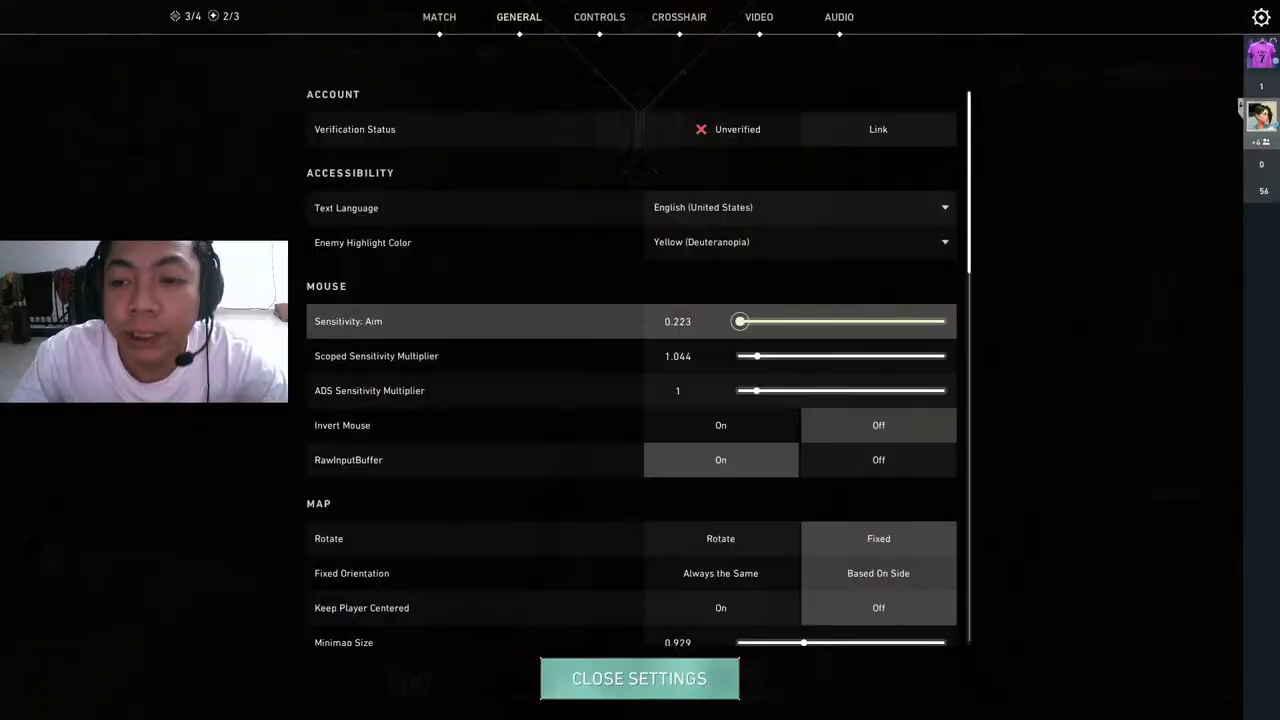 3/4 2/3 MATCH GENERAL CONTROLS CROSSHAIR VIDEO AUDIO
ACCOUNT
Verification Status Unverified Link
ACCESSIBILITY
Text Language English (United States)
Enemy Highlight Color Yellow (Deuteranopia)
MOUSE
Sensitivity: Aim 0.223
Scoped Sensitivity Multiplier 1.044
ADS Sensitivity Multiplier 1
Invert Mouse On Off
RawInputBuffer On Off
MAP
Rotate Rotate Fixed
Fixed Orientation Always the Same Based On Side
Keep Player Centered On Off
Minimap Size 0.929
CLOSE SETTINGS
7
1
+4
0
56